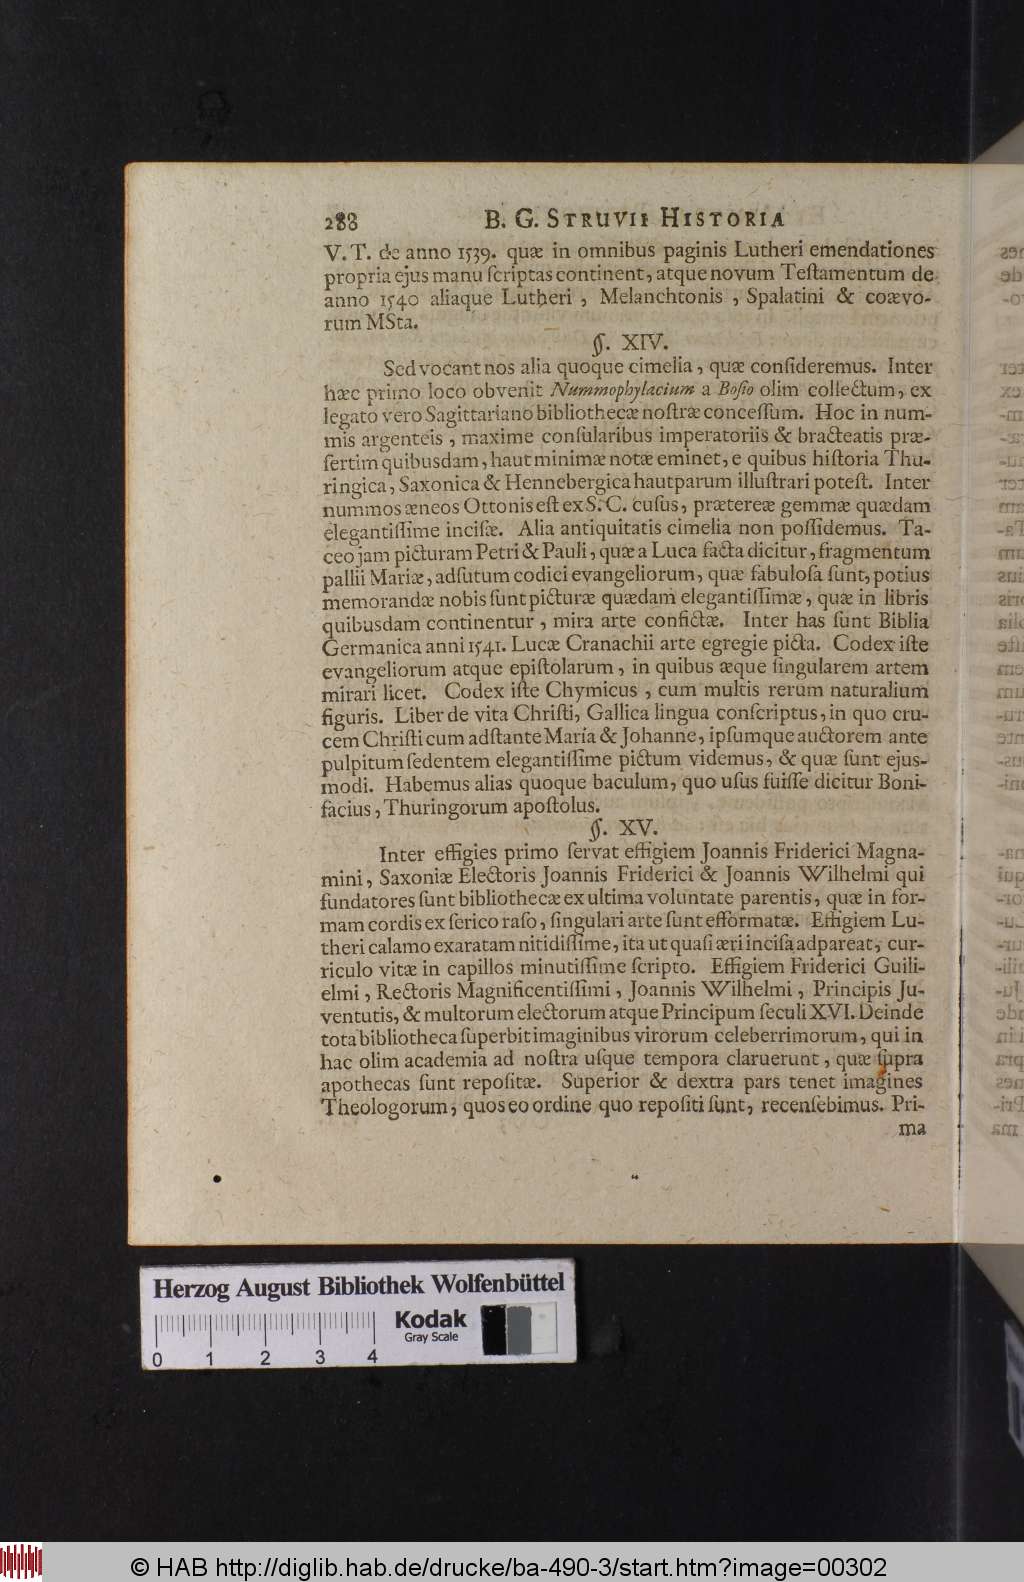 288 B. G. STRUVII HISTORIA
V. T. de anno 1539. quæ in omnibus paginis Lutheri emendationes
propria ejus manu ſcriptas continent, atque novum Teſtamentum de
anno 1540 aliaque Lutheri , Melanchtonis , Spalatini & coævo-
rum MSta.
§. XIV.
Sed vocant nos alia quoque cimelia, quæ conſideremus. Inter
hæc primo loco obvenit Nummophylacium a Boſio olim collectum, ex
legato vero Sagittariano bibliothecæ noſtræ conceſſum. Hoc in num-
mis argenteis , maxime conſularibus imperatoriis & bracteatis præ-
ſertim quibusdam, haut minimæ notæ eminet, e quibus hiſtoria Thu-
ringica, Saxonica & Hennebergica haut parum illuſtrari poteſt. Inter
nummos æneos Ottonis eſt ex S. C. cuſus, prætereæ gemmæ quædam
elegantiſſime inciſæ. Alia antiquitatis cimelia non poſſidemus. Ta-
ceo jam picturam Petri & Pauli, quæ a Luca facta dicitur, fragmentum
pallii Mariæ, adſutum codici evangeliorum, quæ fabuloſa ſunt, potius
memorandæ nobis ſunt picturæ quædam elegantiſſimæ, quæ in libris
quibusdam continentur , mira arte confictæ. Inter has ſunt Biblia
Germanica anni 1541. Lucæ Cranachii arte egregie picta. Codex iſte
evangeliorum atque epiſtolarum, in quibus æque ſingularem artem
mirari licet. Codex iſte Chymicus , cum multis rerum naturalium
figuris. Liber de vita Chriſti, Gallica lingua conſcriptus, in quo cru-
cem Chriſti cum adſtante Maria & Johanne, ipſumque auctorem ante
pulpitum ſedentem elegantiſſime pictum videmus, & quæ ſunt ejus-
modi. Habemus alias quoque baculum, quo uſus fuiſſe dicitur Boni-
facius, Thuringorum apoſtolus.
§. XV.
Inter effigies primo ſervat effigiem Joannis Friderici Magna-
mini, Saxoniæ Electoris Joannis Friderici & Joannis Wilhelmi qui
fundatores ſunt bibliothecæ ex ultima voluntate parentis, quæ in for-
mam cordis ex ſerico raſo, ſingulari arte ſunt efformatæ. Effigiem Lu-
theri calamo exaratam nitidiſſime, ita ut quaſi æri inciſa adpareat, cur-
riculo vitæ in capillos minutiſſime ſcripto. Effigiem Friderici Guili-
elmi, Rectoris Magnificentiſſimi, Joannis Wilhelmi, Principis Ju-
ventutis, & multorum electorum atque Principum ſeculi XVI. Deinde
tota bibliotheca ſuperbit imaginibus virorum celeberrimorum, qui in
hac olim academia ad noſtra uſque tempora claruerunt, quæ ſupra
apothecas ſunt repoſitæ. Superior & dextra pars tenet imagines
Theologorum, quos eo ordine quo repoſiti ſunt, recenſebimus. Pri-
ma
Herzog August Bibliothek Wolfenbüttel
Kodak
Gray Scale
0 1 2 3 4
© HAB http://diglib.hab.de/drucke/ba-490-3/start.htm?image=00302